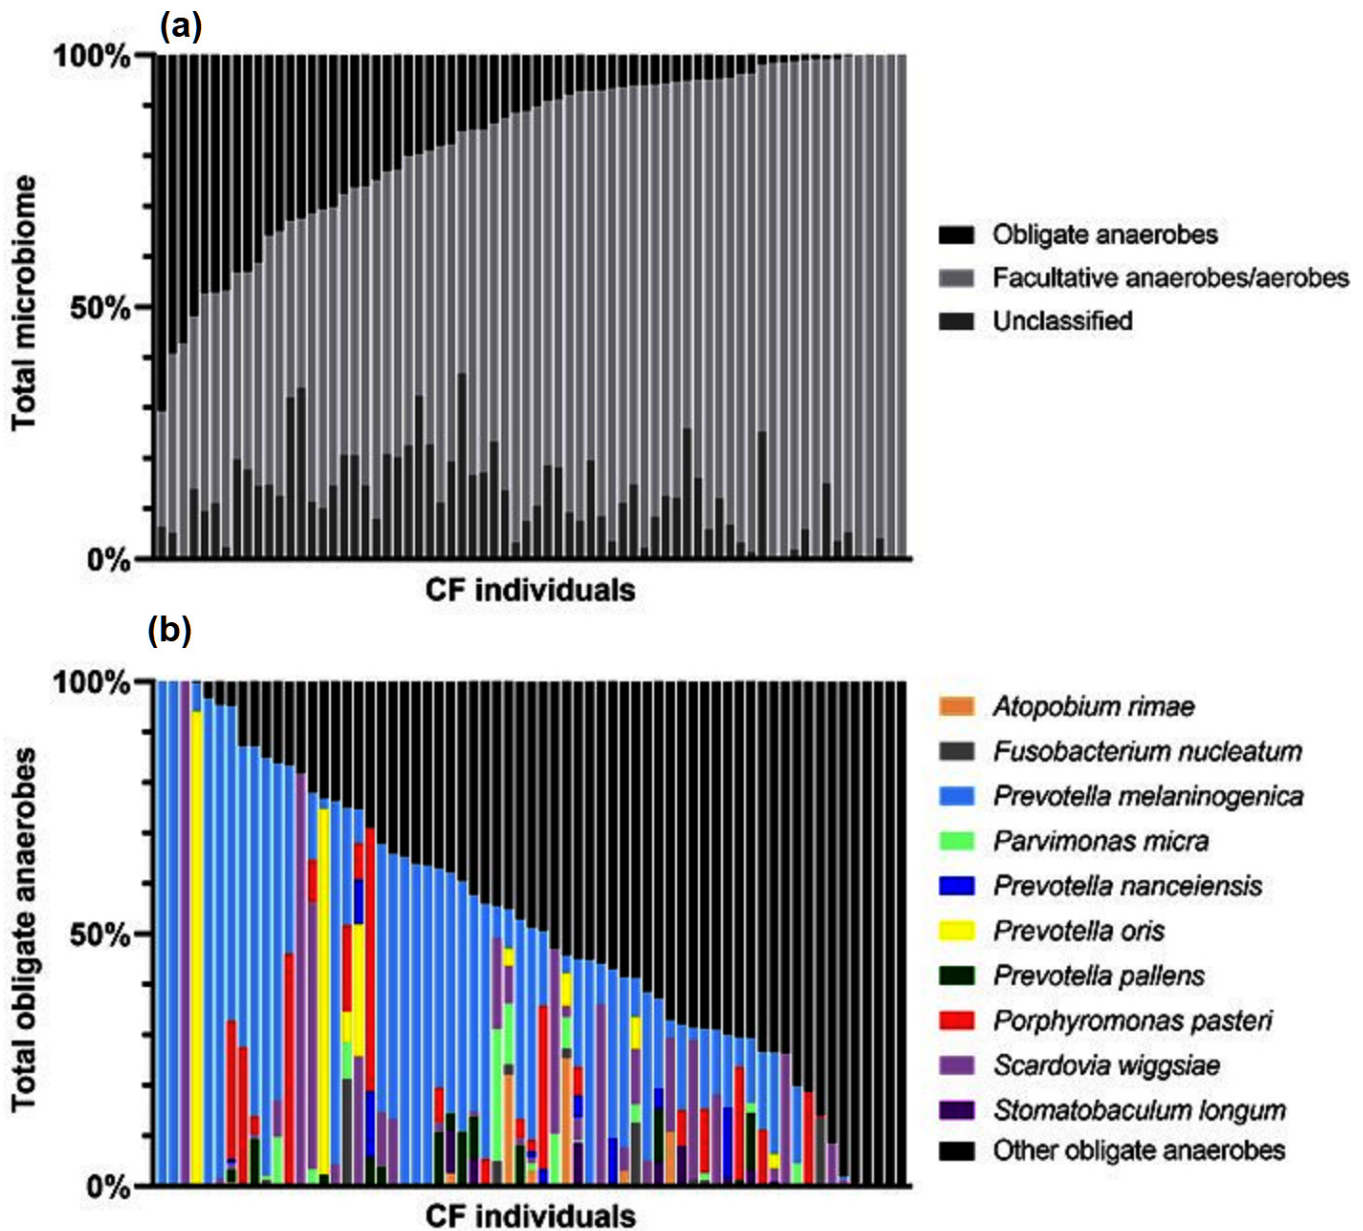 (a)
100%
50%
0%
Total microbiome
CF individuals
Obligate anaerobes
Facultative anaerobes/aerobes
Unclassified
(b)
100%
50%
0%
Total obligate anaerobes
CF individuals
Atopobium rimae
Fusobacterium nucleatum
Prevotella melaninogenica
Parvimonas micra
Prevotella nanceiensis
Prevotella oris
Prevotella pallens
Porphyromonas pasteri
Scardovia wiggsiae
Stomatobaculum longum
Other obligate anaerobes